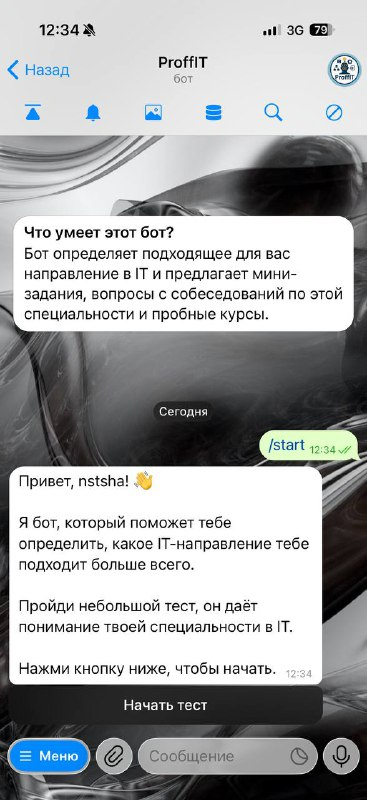 12:34
3G 79
Назад
ProffIT
бот
ProffIT
Что умеет этот бот?
Бот определяет подходящее для вас
направление в IT и предлагает мини-
задания, вопросы с собеседований по этой
специальности и пробные курсы.
Сегодня
/start 12:34
Привет, nstsha! 👋
Я бот, который поможет тебе
определить, какое IT-направление тебе
подходит больше всего.
Пройди небольшой тест, он даёт
понимание твоей специальности в IT.
Нажми кнопку ниже, чтобы начать. 12:34
Начать тест
Меню
Сообщение